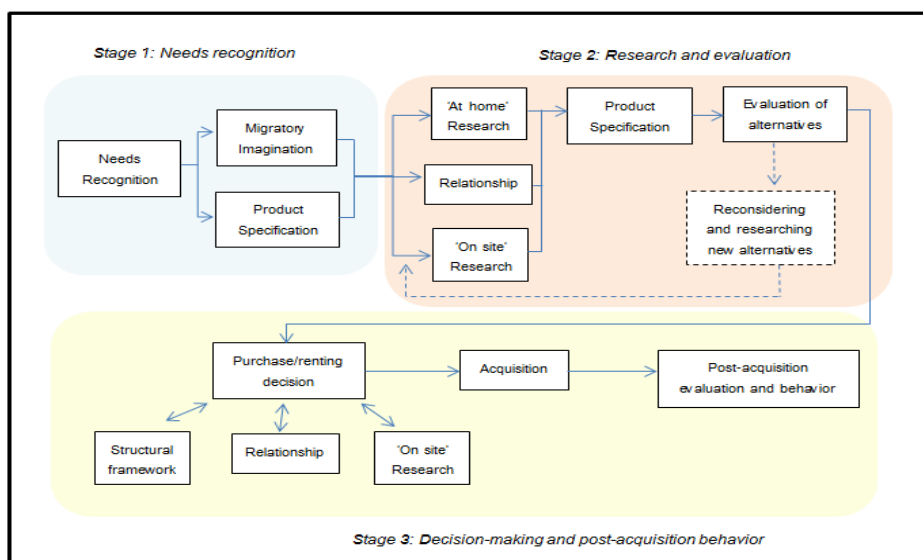 Stage 1: Needs recognition
Stage 2: Research and evaluation
Needs
Recognition
Migratory
Imagination
Product
Specification
'At home'
Research
Relationship
'On site'
Research
Product
Specification
Evaluation of
alternatives
Reconsidering
and researching
new alternatives
Purchase/renting
decision
Acquisition
Post-acquisition
evaluation and behavior
Structural
framework
Relationship
'On site'
Research
Stage 3: Decision-making and post-acquisition behavior